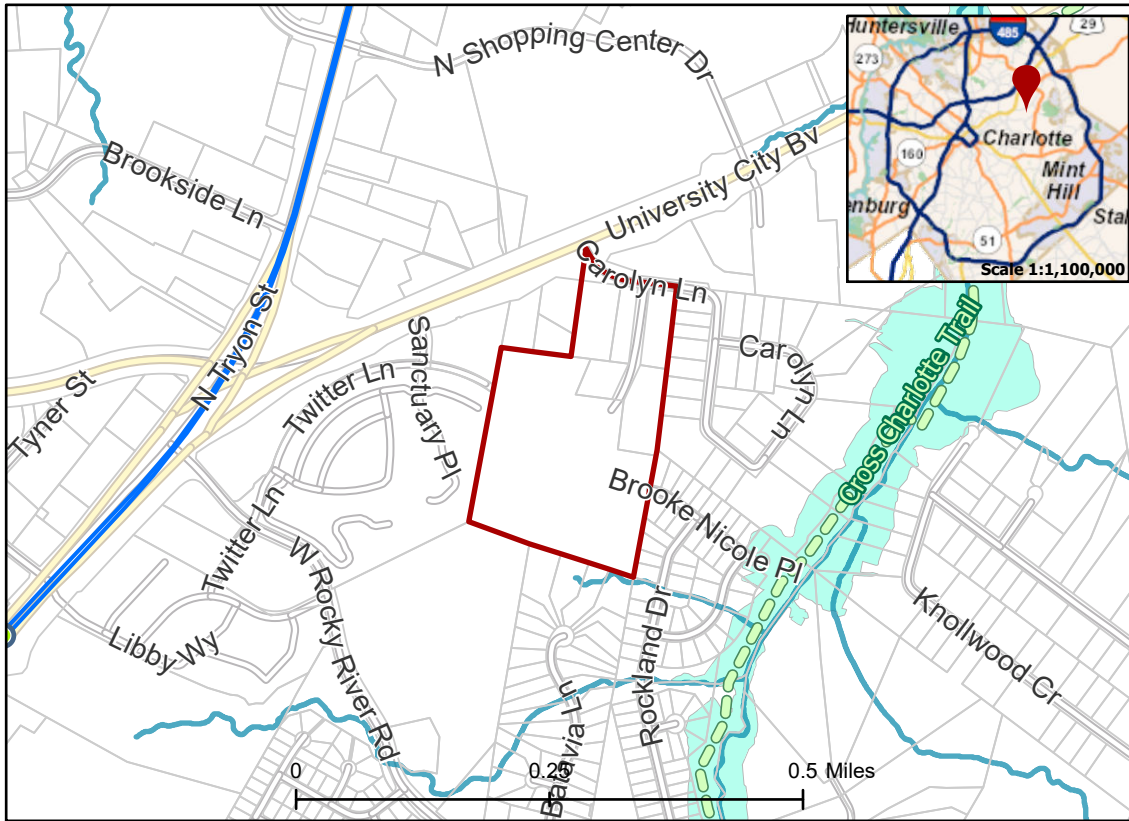 N Shopping Center Dr
Brookside Ln
University City Bv
Carolyn Ln
N Tryon St
Sanctuary Pl
Twitter Ln
Carolyn Ln
Tyner St
Cross Charlotte Trail
Brooke Nicole Pl
Twitter Ln
W Rocky River Rd
Libby Wy
Rockland Dr
Knollwood Cr
Batavia Ln
0
0.25
0.5 Miles
Huntersville
485
29
273
Charlotte
160
Mint
Hill
enburg
Stal
51
Scale 1:1,100,000